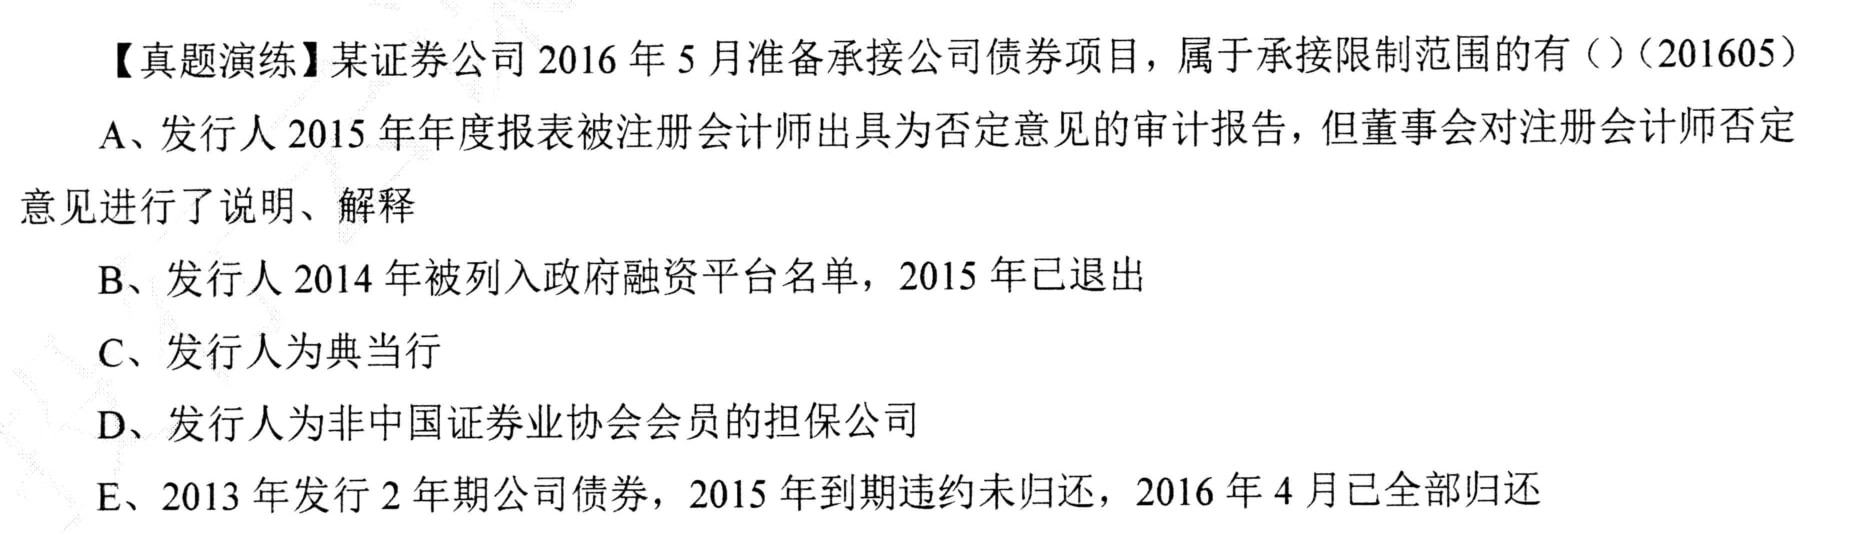 【真题演练】某证券公司 2016 年 5 月准备承接公司债券项目，属于承接限制范围的有（）（201605）
A、发行人 2015 年年度报表被注册会计师出具为否定意见的审计报告，但董事会对注册会计师否定
意见进行了说明、解释
B、发行人 2014 年被列入政府融资平台名单，2015 年已退出
C、发行人为典当行
D、发行人为非中国证券业协会会员的担保公司
E、2013 年发行 2 年期公司债券，2015 年到期违约未归还，2016 年 4 月已全部归还